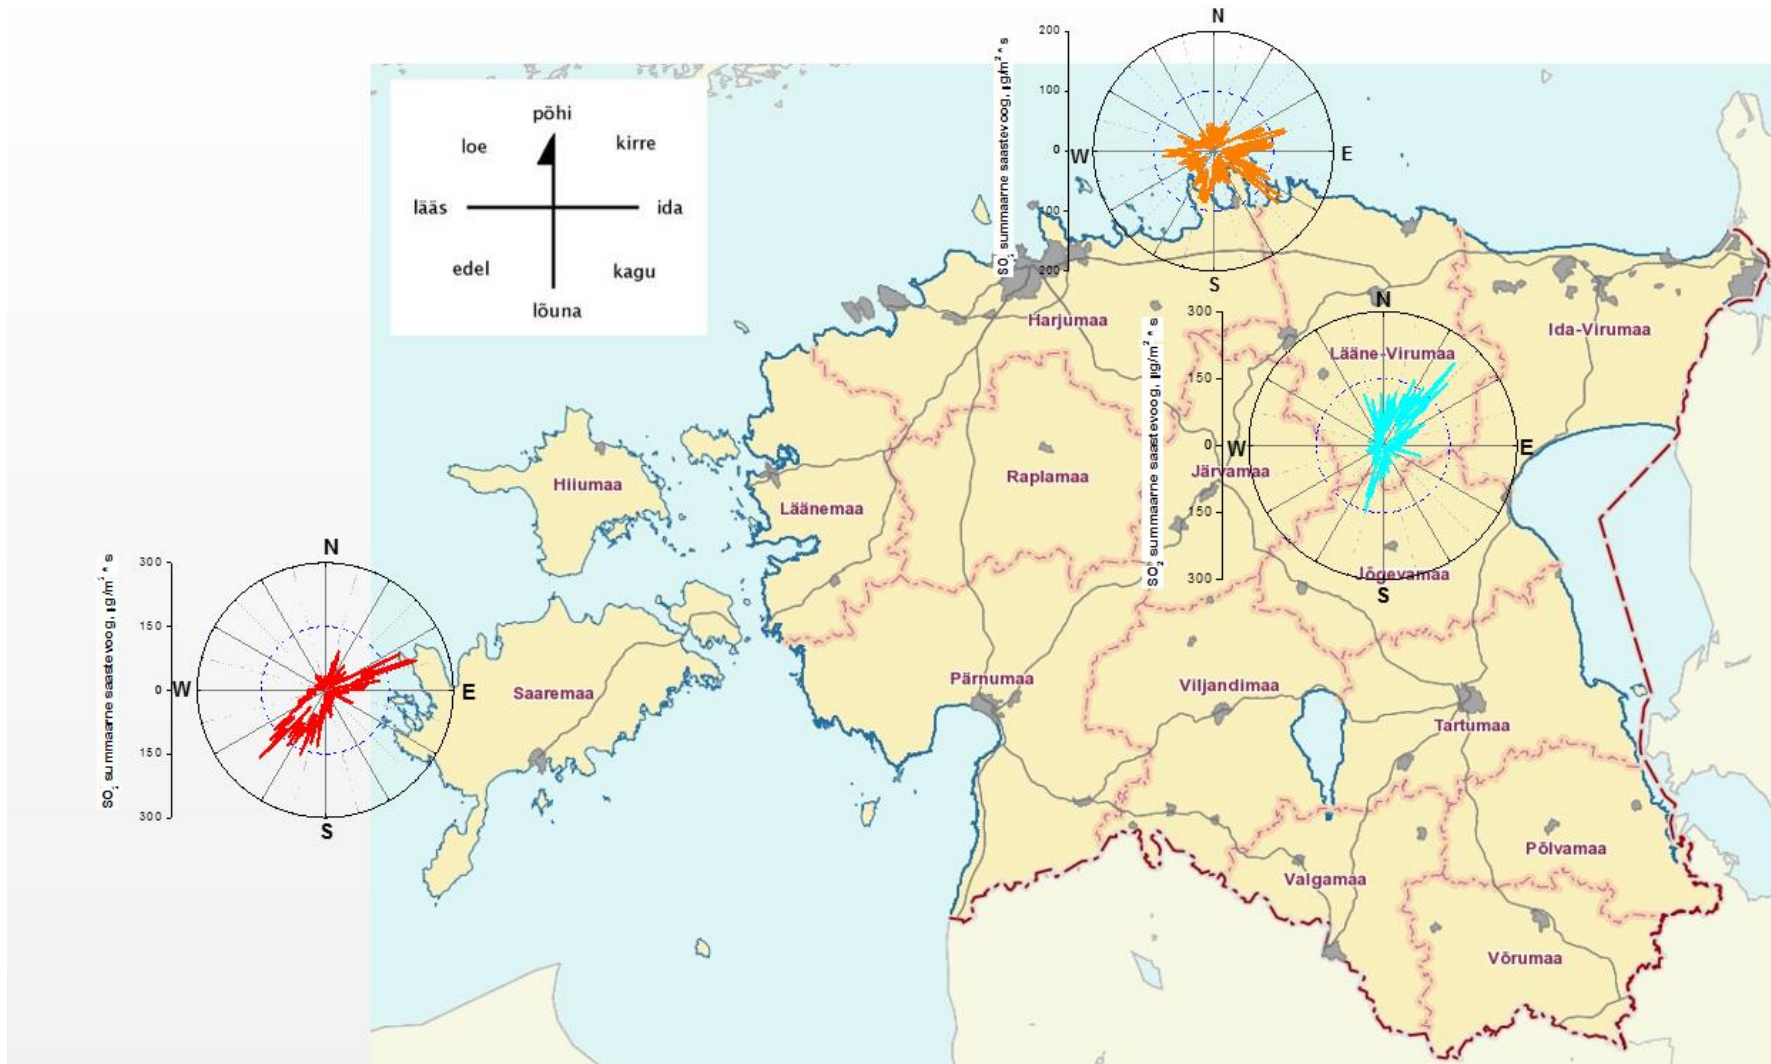 põhi
loe
kirre
lääs
ida
edel
kagu
lõuna
N
200
100
0
100
200
W
E
S
SO2 summaarne saastevoog, µg/m2 * s
N
300
150
0
150
300
W
E
S
SO2 summaarne saastevoog, µg/m2 * s
N
300
150
0
150
300
W
E
S
SO2 summaarne saastevoog, µg/m2 * s
Harjumaa
Ida-Virumaa
Lääne-Virumaa
Hiiumaa
Läänemaa
Raplamaa
Järvamaa
Jõgevamaa
Saaremaa
Pärnumaa
Viljandimaa
Tartumaa
Valgamaa
Põlvamaa
Võrumaa